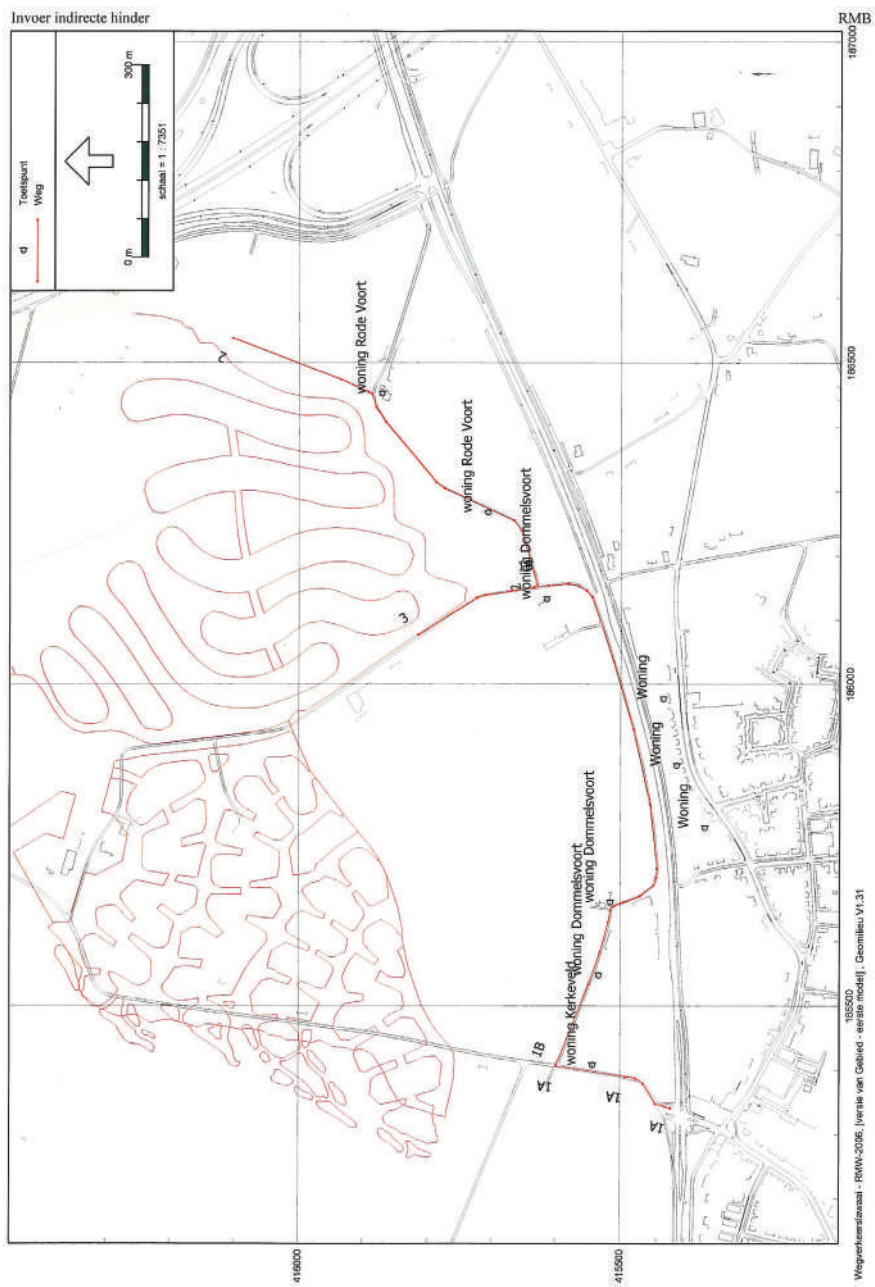 Invoer indirecte hinder
RMB
Toetspunt
Weg
0 m
300 m
schaal = 1 : 7351
187000
186500
186000
185500
416000
415500
2
woning Rode Voort
woning Rode Voort
woning Dommelsvoort
3
Woning
Woning
Woning
woning Dommelsvoort
woning Dommelsvoort
woning Kerkeveld
1B
1A
1A
1A
Wegverkeerslawaai - RMW-2006, [versie van Gebied - eerste model] , Geomilieu V1.31